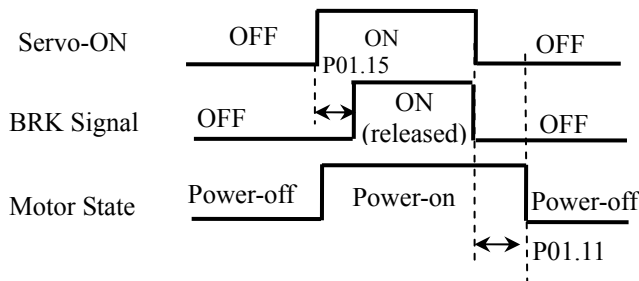 Servo-ON OFF ON OFF
P01.15
BRK Signal OFF ON OFF
(released)
Motor State Power-off Power-on Power-off
P01.11